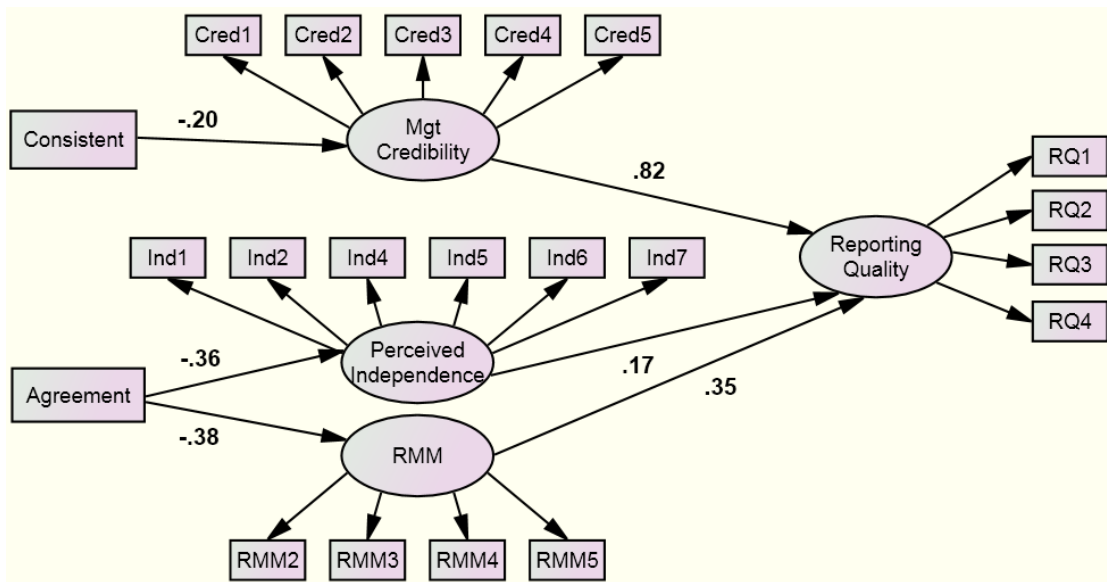 Cred1
Cred2
Cred3
Cred4
Cred5
Consistent
-.20
Mgt
Credibility
.82
RQ1
RQ2
RQ3
RQ4
Reporting
Quality
Ind1
Ind2
Ind4
Ind5
Ind6
Ind7
Agreement
-.36
-.38
Perceived
Independence
.17
.35
RMM
RMM2
RMM3
RMM4
RMM5